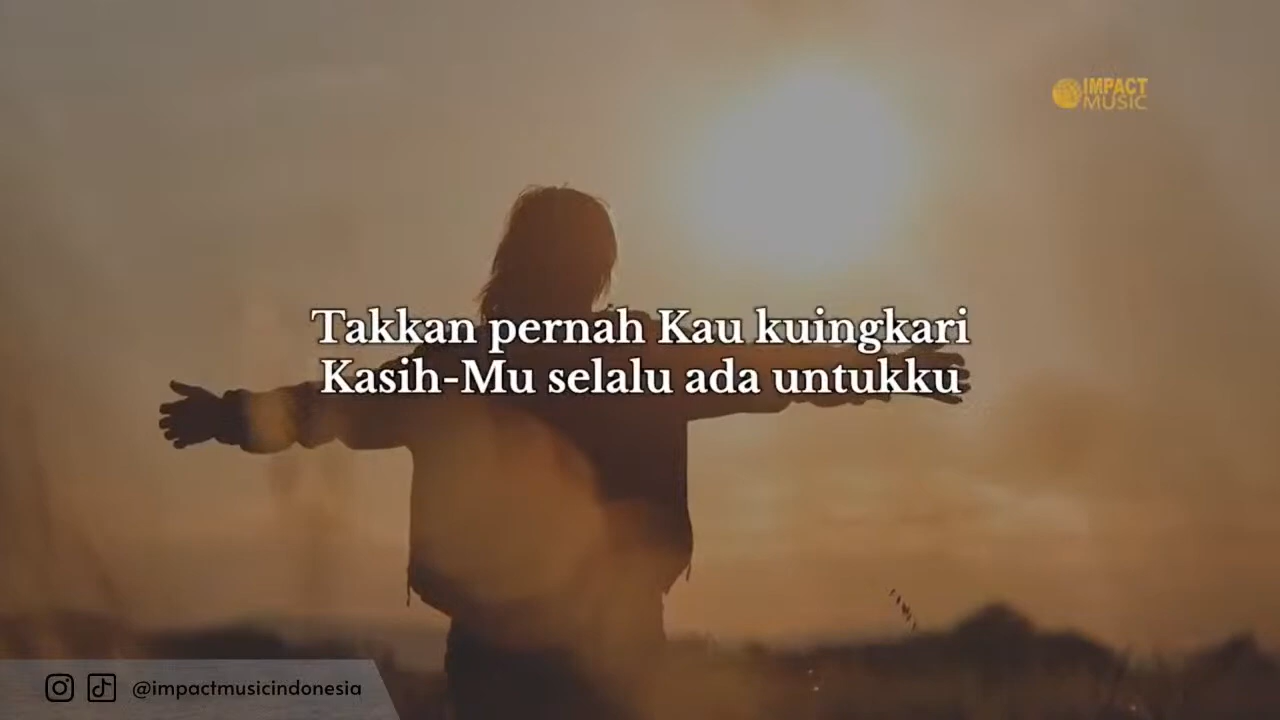 IMPACT
MUSIC
Takkan pernah Kau kuingkari
Kasih-Mu selalu ada untukku
@impactmusicindonesia